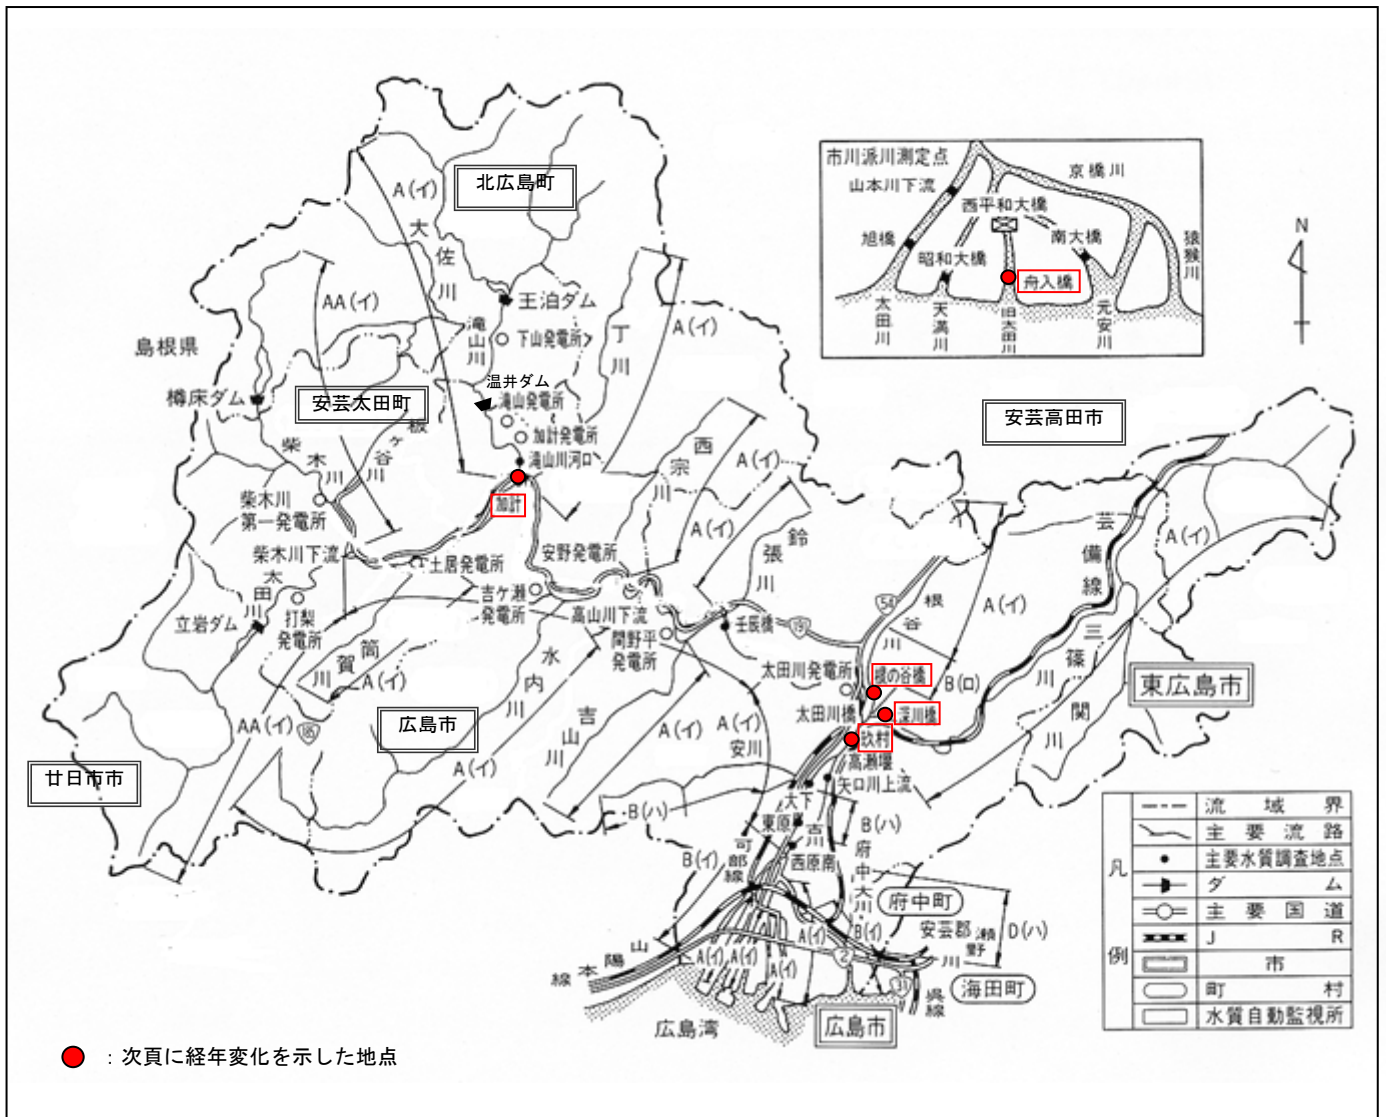 北広島町
A(イ)
大佐川
AA(イ)
王泊ダム
滝山川
下山発電所
丁川
A(イ)
島根県
樽床ダム
安芸太田町
温井ダム
滝山発電所
加計発電所
滝山川河口
加計
板ヶ谷川
柴木川
柴木川
第一発電所
柴木川下流
土居発電所
太田川
立岩ダム
打梨
発電所
筒賀川
A(イ)
AA(イ)
廿日市市
広島市
吉ケ瀬
発電所
安野発電所
高山川下流
間野平
発電所
水内川
A(イ)
吉山川
A(イ)
西宗川
A(イ)
A(イ)
鈴張川
壬辰橋
191
54
根谷川
A(イ)
B(ロ)
太田川発電所
根の谷橋
太田川橋
深川橋
玖村
高瀬堰
矢口川上流
A(イ)
安川
B(ハ)
大下
東原
古川
西原南
B(ハ)
B(イ)
可部線
府中大川
府中町
安芸郡
瀬野川
D(ハ)
B(イ)
A(イ)
A(イ)
A(イ)
A(イ)
2
31
山陽本線
呉線
海田町
広島湾
広島市
安芸高田市
芸備線
三篠川
関川
A(イ)
東広島市
市川派川測定点
山本川下流
京橋川
西平和大橋
旭橋
昭和大橋
南大橋
猿猴川
舟入橋
太田川
天満川
旧太田川
元安川
N
凡例
流域界
主要流路
主要水質調査地点
ダム
主要国道
JR
市
町村
水質自動監視所
：次頁に経年変化を示した地点